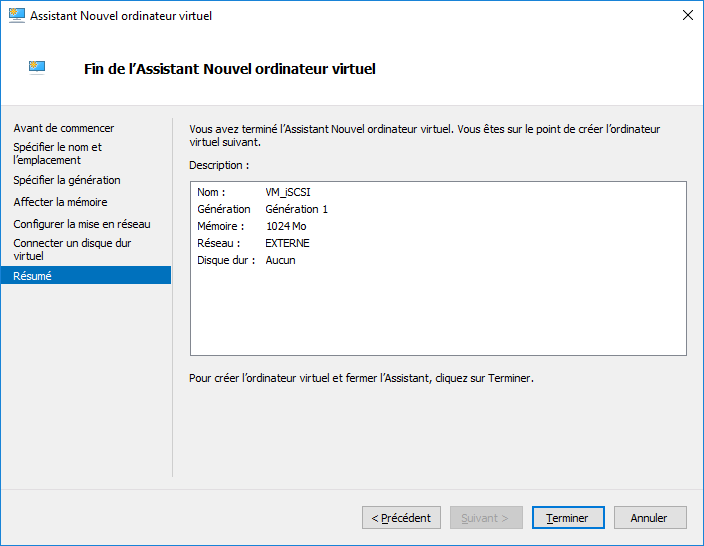 Assistant Nouvel ordinateur virtuel
Fin de l'Assistant Nouvel ordinateur virtuel
Avant de commencer
Spécifier le nom et
l'emplacement
Spécifier la génération
Affecter la mémoire
Configurer la mise en réseau
Connecter un disque dur
virtuel
Résumé
Vous avez terminé l'Assistant Nouvel ordinateur virtuel. Vous êtes sur le point de créer l'ordinateur
virtuel suivant.
Description :
Nom : VM_iSCSI
Génération Génération 1
Mémoire : 1024 Mo
Réseau : EXTERNE
Disque dur : Aucun
Pour créer l'ordinateur virtuel et fermer l'Assistant, cliquez sur Terminer.
< Précédent Suivant > Terminer Annuler